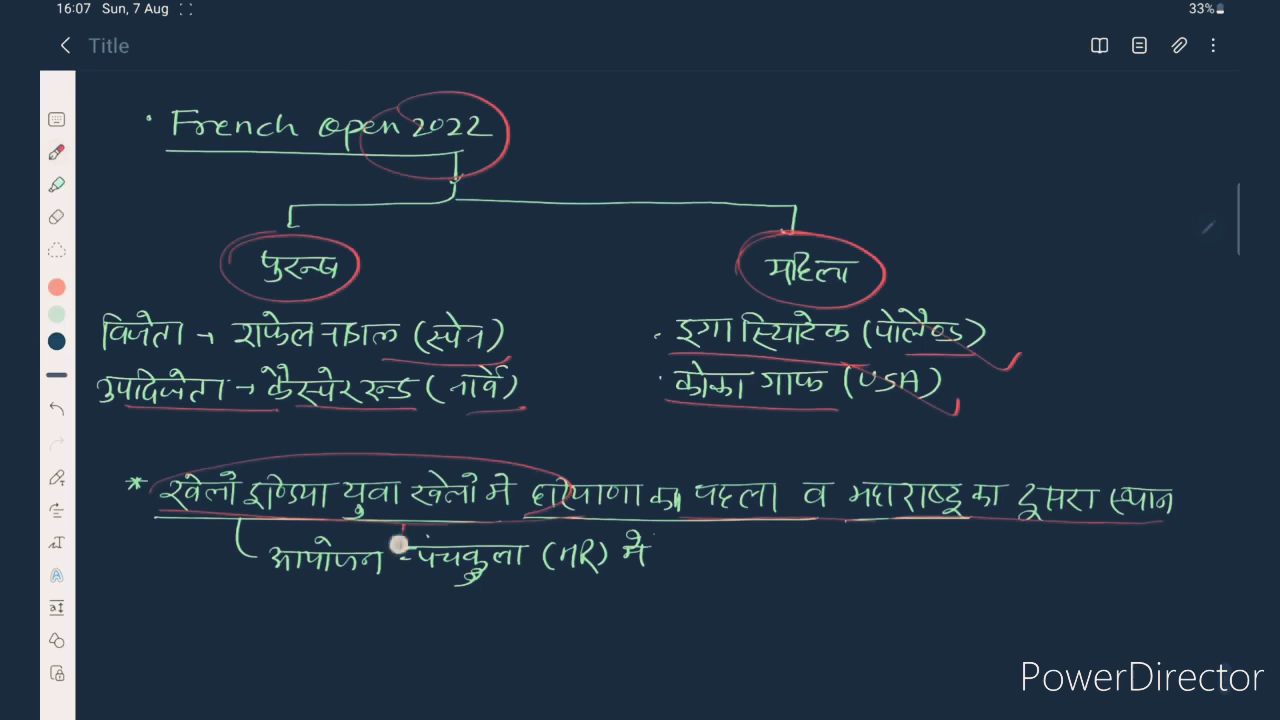 16:07 Sun, 7 Aug 33%
Title
French open 2022
पुरुष महिला
विजेता → राफेल नडाल (स्पेन) इगा स्यिाटेक (पोलैण्ड)
उपविजेता → कैस्पेर रूड (नार्वे) कोका गाफ (USA)
* खेलो इण्डिया युवा खेलों में हरियाणा का पहला व महाराष्ट्र का दूसरा स्थान
आयोजन - पंचकुला (HR) में
PowerDirector